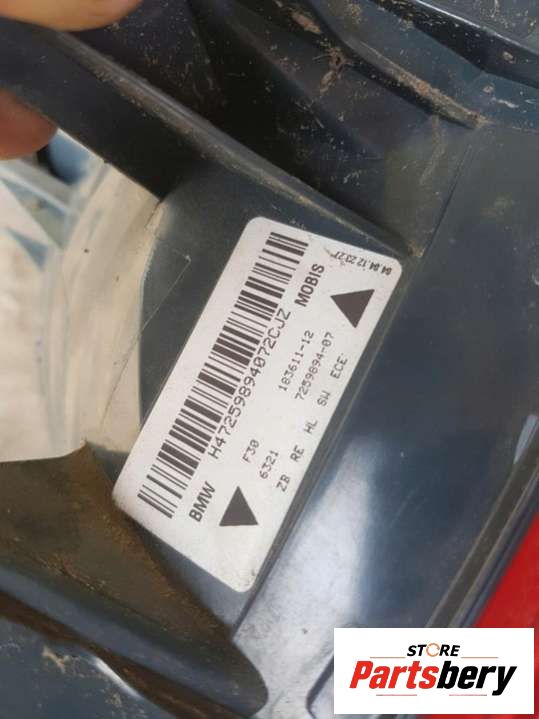 04.04.12 23:27
BMW H47259894072CJZ MOBIS
F30 183611-12
6321 7259894-07
ZB RE HL SW ECE
STORE
Partsbery